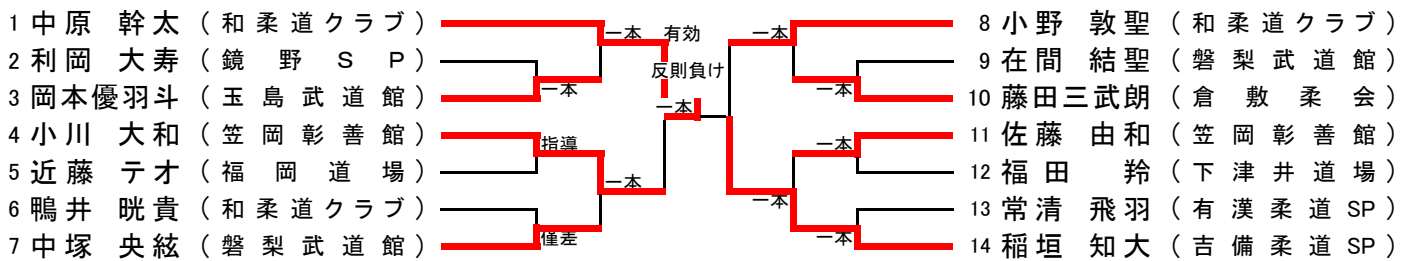 1 中原 幹太 （和柔道クラブ）
2 利岡 大寿 （鏡野ＳＰ）
3 岡本優羽斗 （玉島武道館）
4 小川 大和 （笠岡彰善館）
5 近藤 テオ （福岡道場）
6 鴨井 晄貴 （和柔道クラブ）
7 中塚 央絃 （磐梨武道館）
一本 有効
反則負け
一本
一本
指導
一本
僅差
一本
一本
一本
一本
一本
8 小野 敦聖 （和柔道クラブ）
9 在間 結聖 （磐梨武道館）
10 藤田三武朗 （倉敷柔会）
11 佐藤 由和 （笠岡彰善館）
12 福田 羚 （下津井道場）
13 常清 飛羽 （有漢柔道SP）
14 稲垣 知大 （吉備柔道SP）